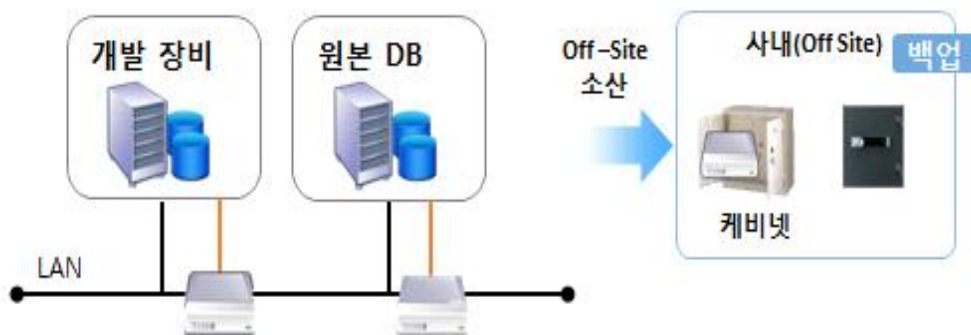 개발 장비
원본 DB
Off–Site
소산
사내(Off Site)
백업
케비넷
LAN